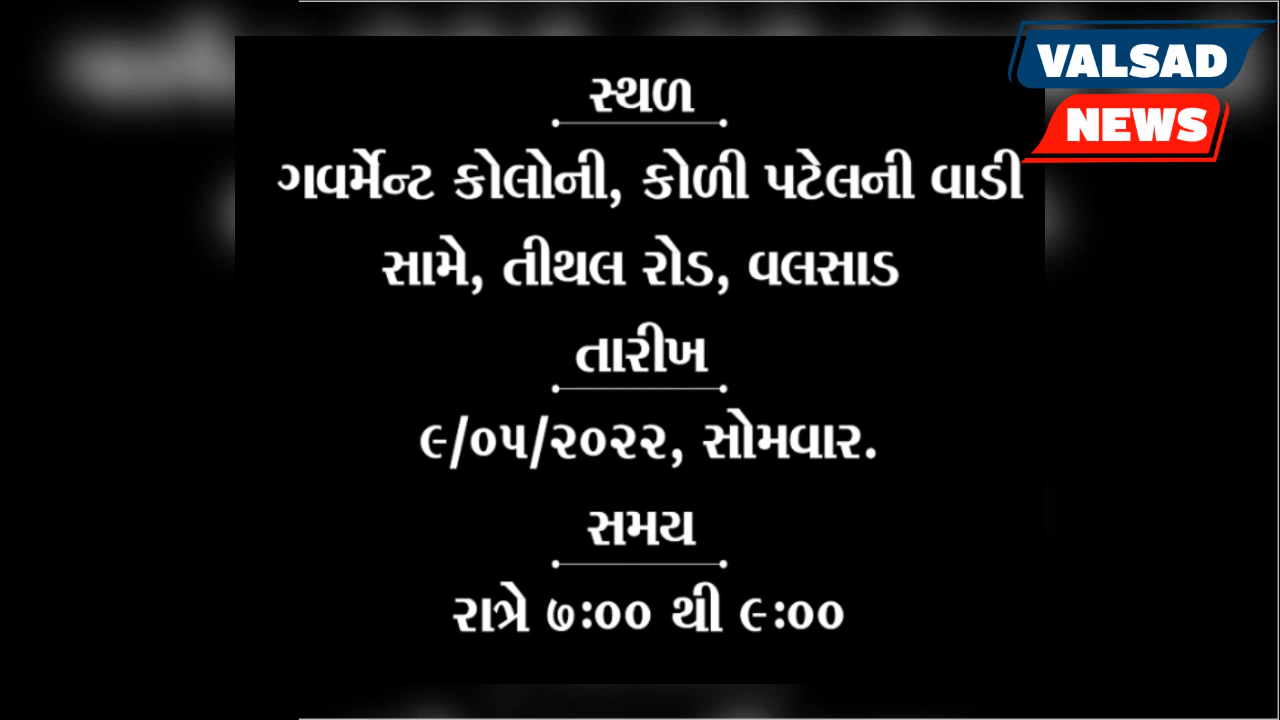 VALSAD
NEWS
સ્થળ
ગવર્મેન્ટ કોલોની, કોળી પટેલની વાડી
સામે, તીથલ રોડ, વલસાડ
તારીખ
૯/૦૫/૨૦૨૨, સોમવાર.
સમય
રાત્રે ૭:૦૦ થી ૯:૦૦